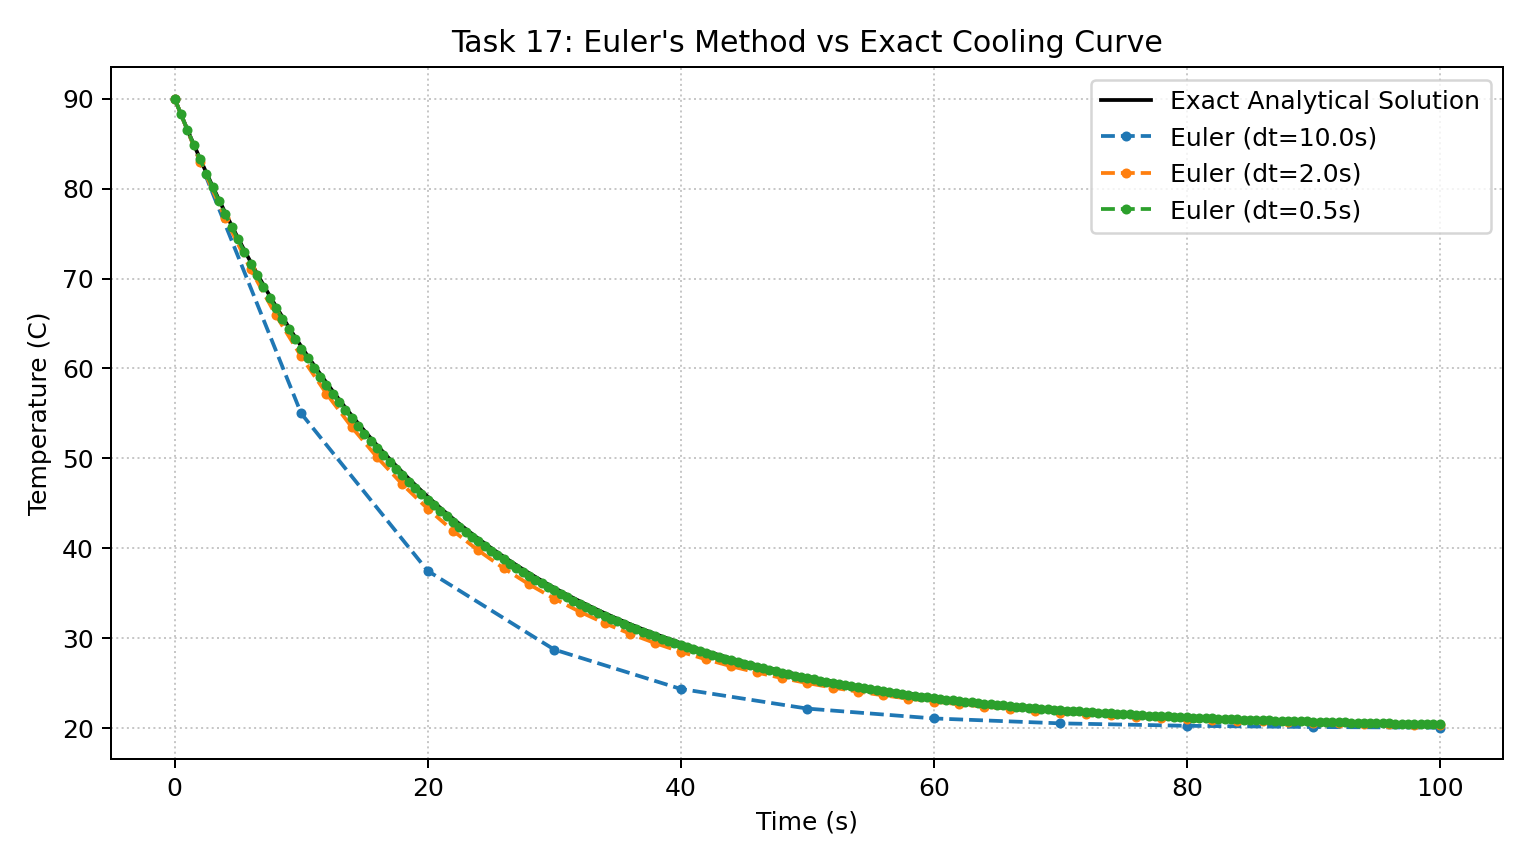 Task 17: Euler's Method vs Exact Cooling Curve
Exact Analytical Solution
Euler (dt=10.0s)
Euler (dt=2.0s)
Euler (dt=0.5s)
Temperature (C)
90
80
70
60
50
40
30
20
0 20 40 60 80 100
Time (s)